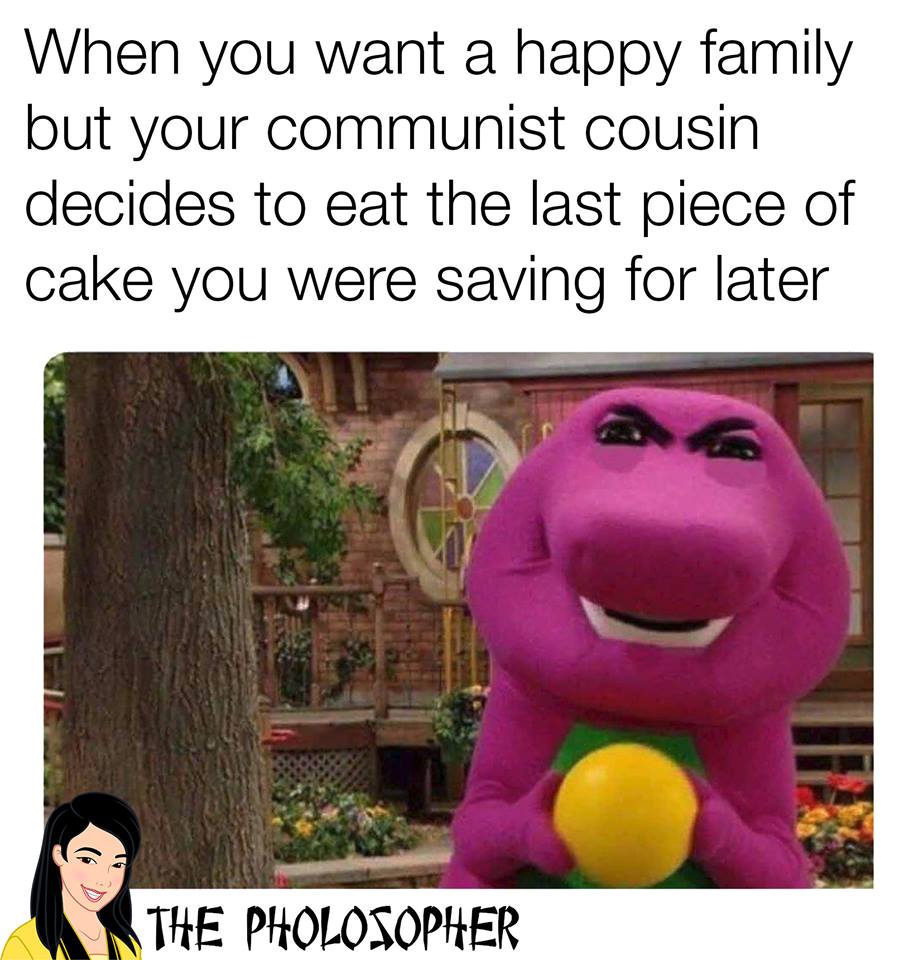 When you want a happy family
but your communist cousin
decides to eat the last piece of
cake you were saving for later
THE PHOLOSOPHER